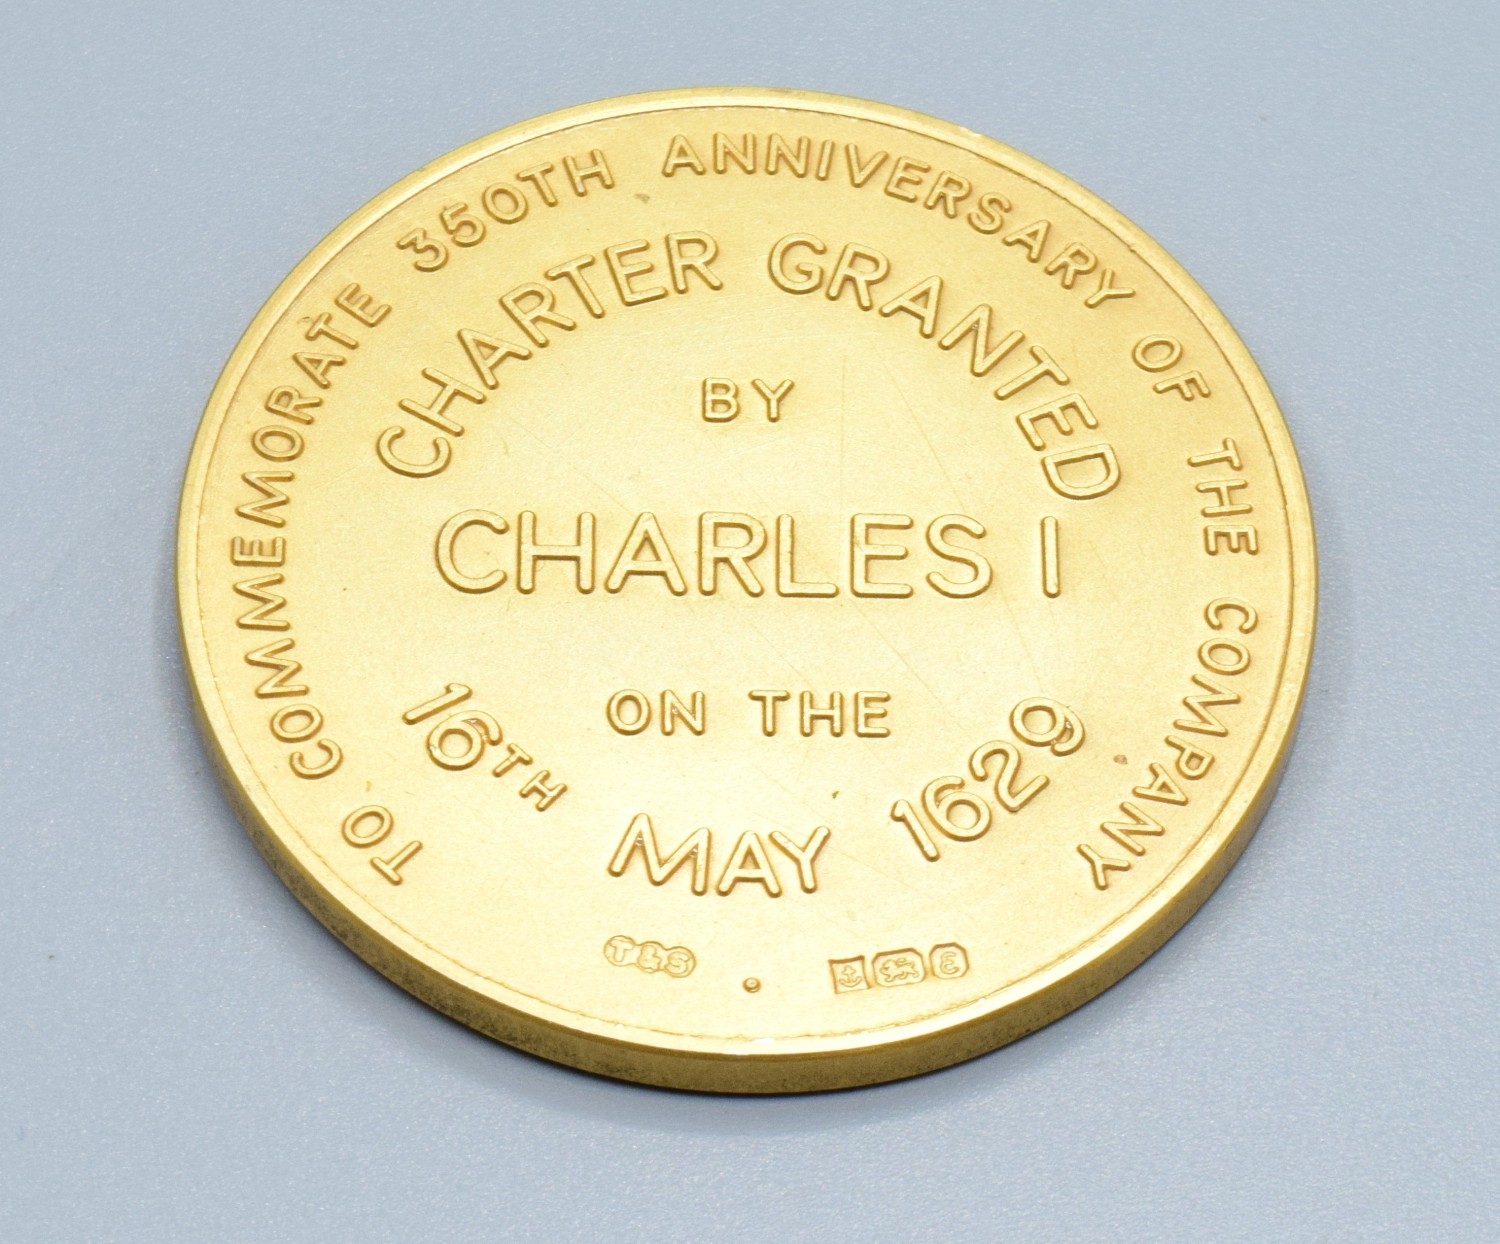 TO COMMEMORATE 350TH ANNIVERSARY OF THE COMPANY
CHARTER GRANTED
BY
CHARLES I
ON THE
16TH MAY 1629
T&S
ε